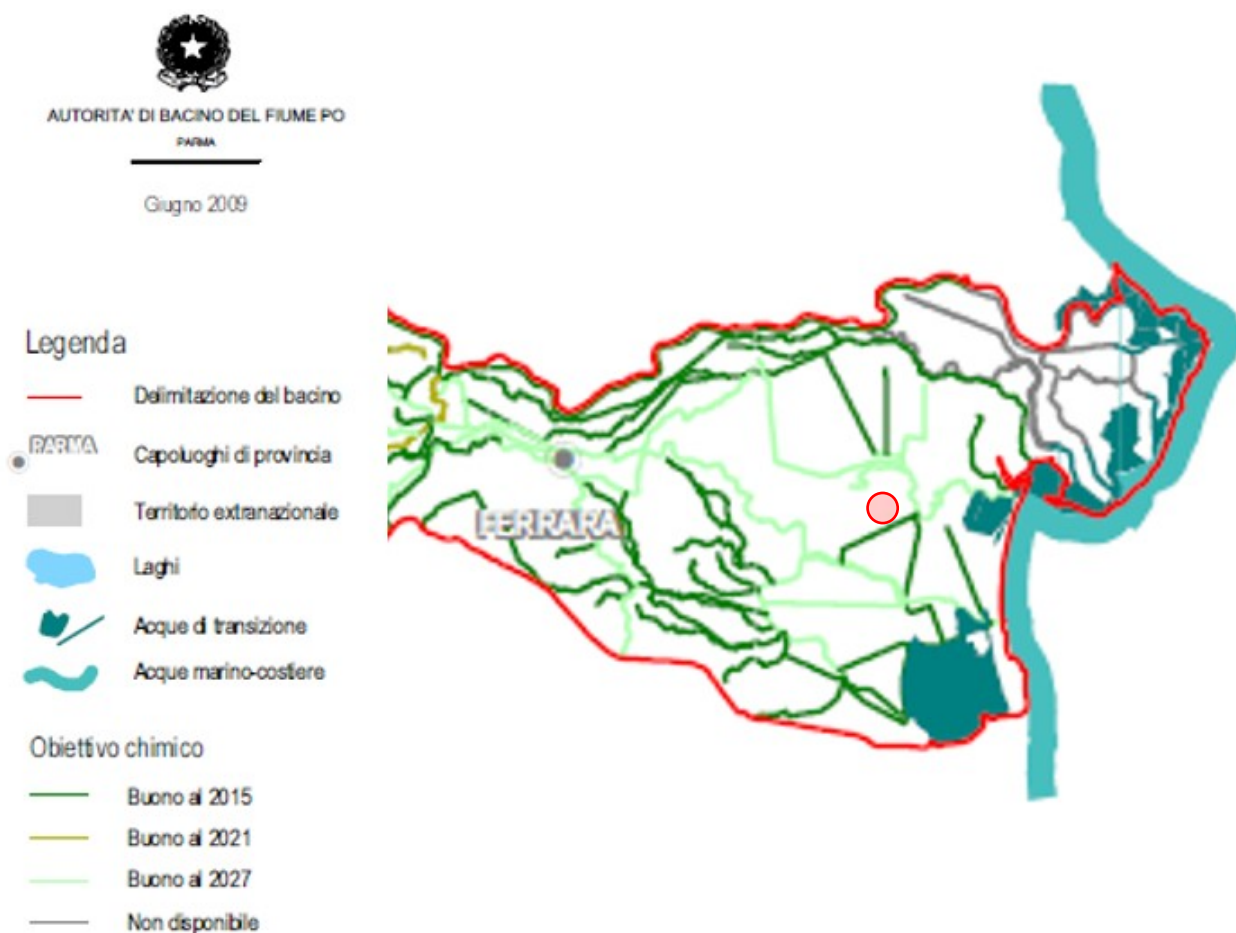 AUTORITA' DI BACINO DEL FIUME PO
PARMA
Giugno 2009
Legenda
Delimitazione del bacino
PARMA
Capoluoghi di provincia
Territorio extranazionale
Laghi
Acque di transizione
Acque marino-costiere
Obiettivo chimico
Buono al 2015
Buono al 2021
Buono al 2027
Non disponibile
FERRARA